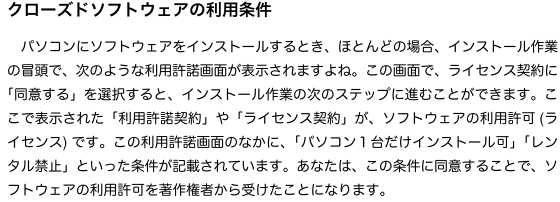 クローズドソフトウェアの利用条件
　パソコンにソフトウェアをインストールするとき、ほとんどの場合、インストール作業
の冒頭で、次のような利用許諾画面が表示されますよね。この画面で、ライセンス契約に
「同意する」を選択すると、インストール作業の次のステップに進むことができます。こ
こで表示された「利用許諾契約」や「ライセンス契約」が、ソフトウェアの利用許可 (ラ
イセンス) です。この利用許諾画面のなかに、「パソコン１台だけインストール可」「レン
タル禁止」といった条件が記載されています。あなたは、この条件に同意することで、ソ
フトウェアの利用許可を著作権者から受けたことになります。